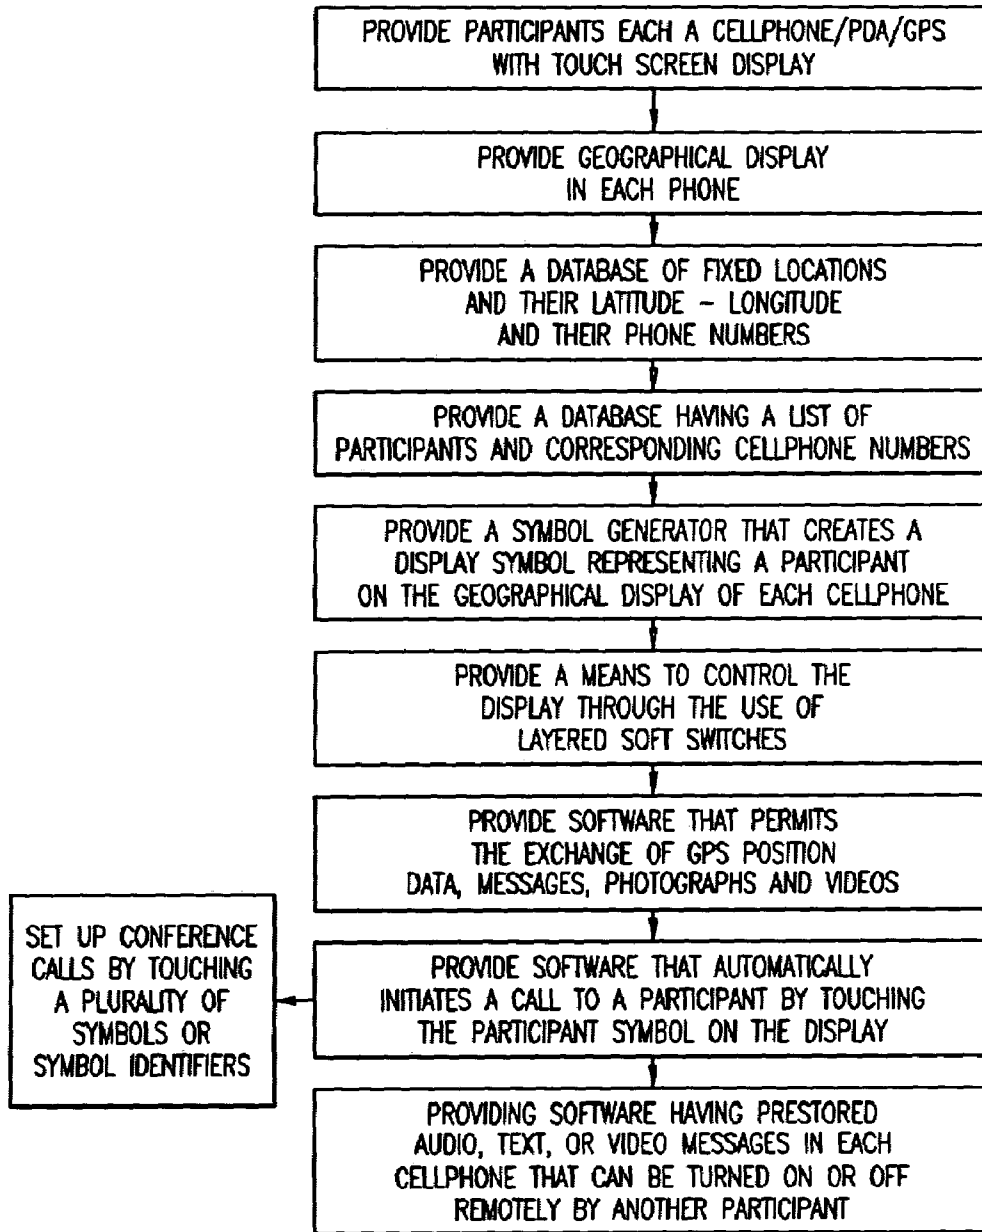 PROVIDE PARTICIPANTS EACH A CELLPHONE/PDA/GPS
WITH TOUCH SCREEN DISPLAY
PROVIDE GEOGRAPHICAL DISPLAY
IN EACH PHONE
PROVIDE A DATABASE OF FIXED LOCATIONS
AND THEIR LATITUDE – LONGITUDE
AND THEIR PHONE NUMBERS
PROVIDE A DATABASE HAVING A LIST OF
PARTICIPANTS AND CORRESPONDING CELLPHONE NUMBERS
PROVIDE A SYMBOL GENERATOR THAT CREATES A
DISPLAY SYMBOL REPRESENTING A PARTICIPANT
ON THE GEOGRAPHICAL DISPLAY OF EACH CELLPHONE
PROVIDE A MEANS TO CONTROL THE
DISPLAY THROUGH THE USE OF
LAYERED SOFT SWITCHES
PROVIDE SOFTWARE THAT PERMITS
THE EXCHANGE OF GPS POSITION
DATA, MESSAGES, PHOTOGRAPHS AND VIDEOS
PROVIDE SOFTWARE THAT AUTOMATICALLY
INITIATES A CALL TO A PARTICIPANT BY TOUCHING
THE PARTICIPANT SYMBOL ON THE DISPLAY
SET UP CONFERENCE
CALLS BY TOUCHING
A PLURALITY OF
SYMBOLS OR
SYMBOL IDENTIFIERS
PROVIDING SOFTWARE HAVING PRESTORED
AUDIO, TEXT, OR VIDEO MESSAGES IN EACH
CELLPHONE THAT CAN BE TURNED ON OR OFF
REMOTELY BY ANOTHER PARTICIPANT